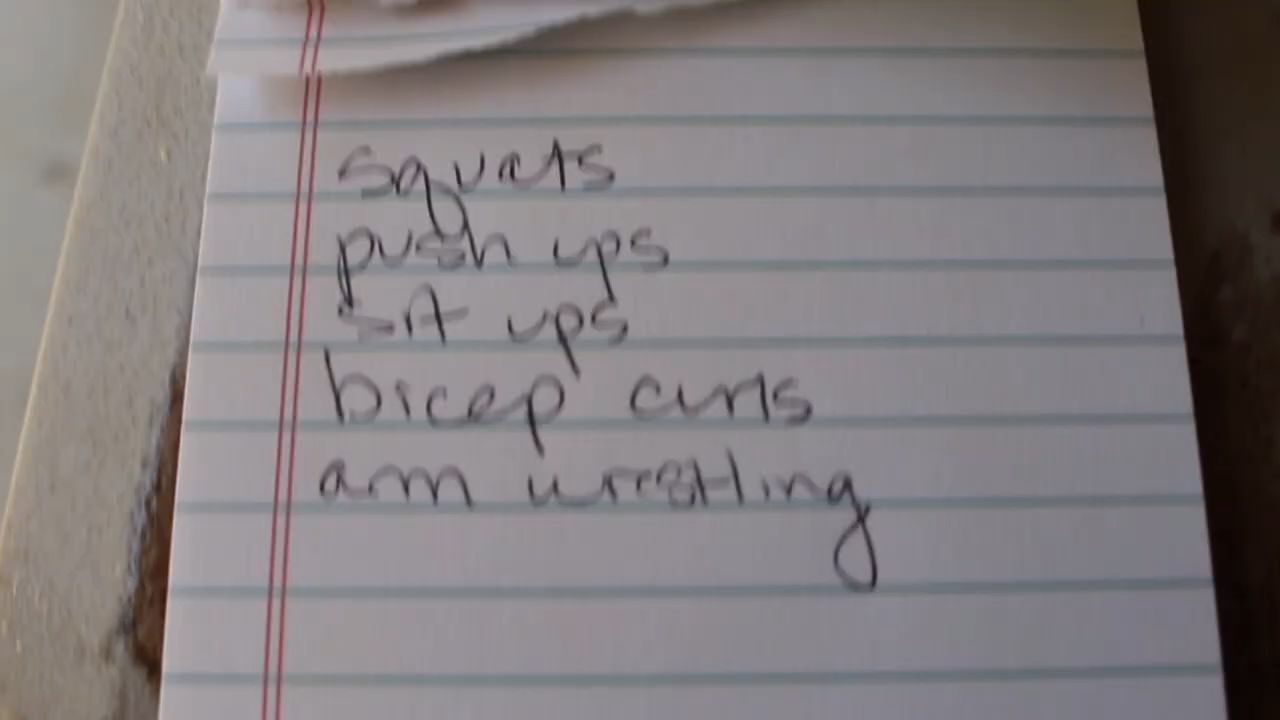 squats
push ups
sit ups
bicep curls
arm wrestling